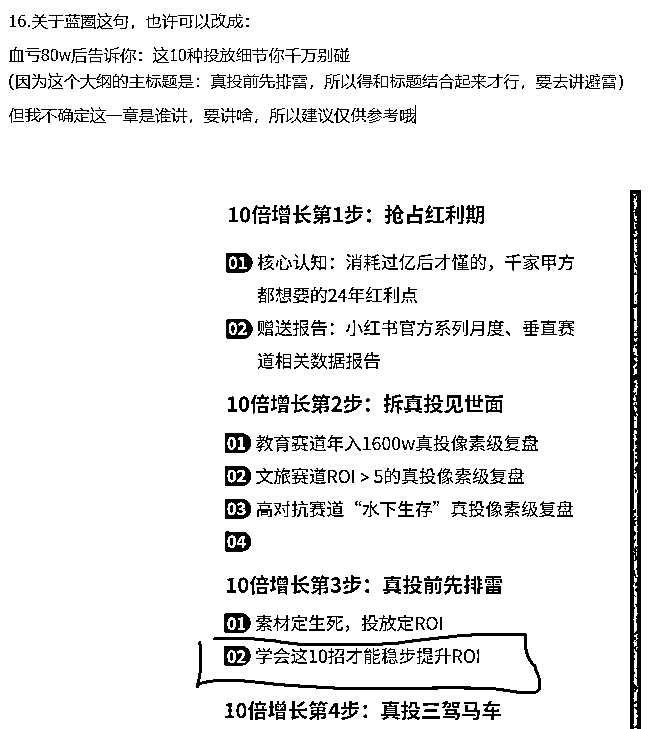 16.关于蓝圈这句，也许可以改成：
血亏80w后告诉你：这10种投放细节你千万别碰
(因为这个大纲的主标题是：真投前先排雷，所以得和标题结合起来才行，要去讲避雷)
但我不确定这一章是谁讲，要讲啥，所以建议仅供参考哦
10倍增长第1步：抢占红利期
01 核心认知：消耗过亿后才懂的，千家甲方
都想要的24年红利点
02 赠送报告：小红书官方系列月度、垂直赛
道相关数据报告
10倍增长第2步：拆真投见世面
01 教育赛道年入1600w真投像素级复盘
02 文旅赛道ROI > 5的真投像素级复盘
03 高对抗赛道“水下生存”真投像素级复盘
04
10倍增长第3步：真投前先排雷
01 素材定生死，投放定ROI
02 学会这10招才能稳步提升ROI
10倍增长第4步：真投三驾马车